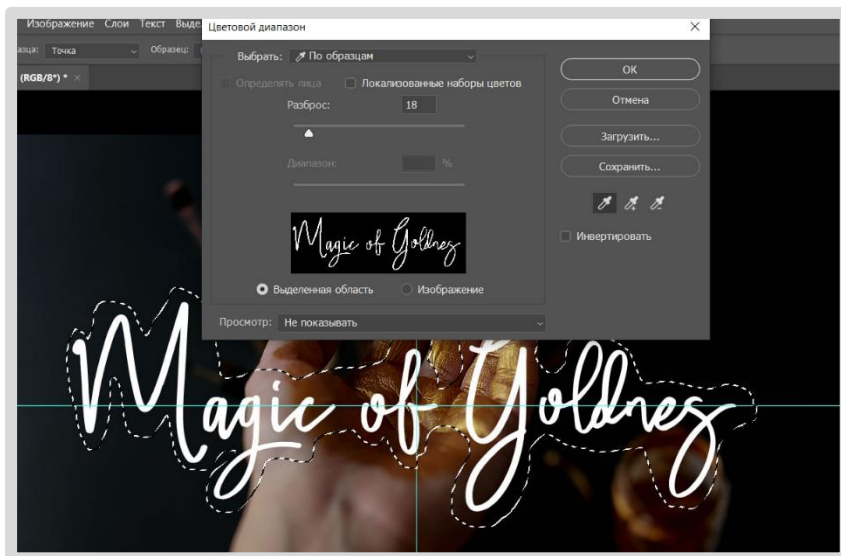 Изображение Слои Текст Выде
Цветовой диапазон
азца: Точка Образец:
(RGB/8*) * ×
Выбрать: По образцам
Определять лица Локализованные наборы цветов
Разброс: 18
Диапазон: %
Magic of Goldnes
Выделенная область Изображение
Просмотр: Не показывать
OK
Отмена
Загрузить...
Сохранить...
Инвертировать
Magic of Goldnes